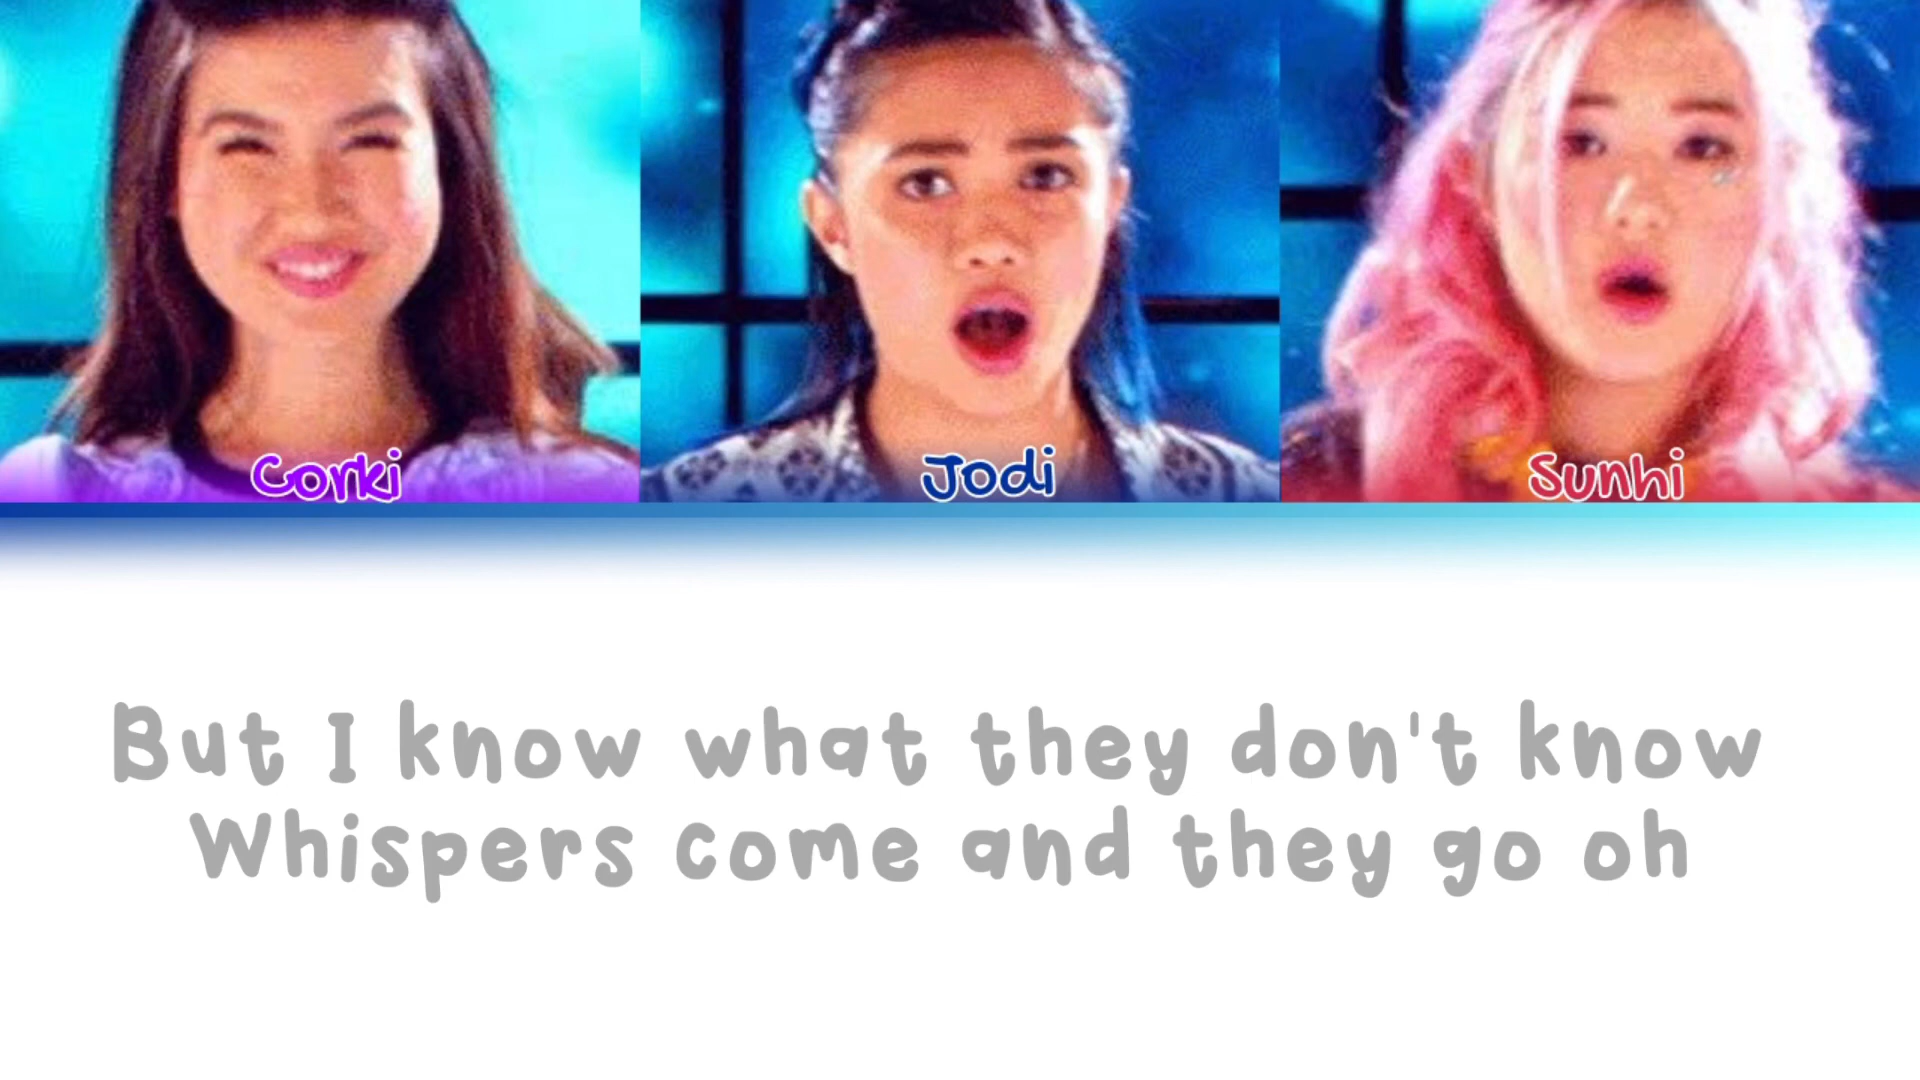 Corki
Jodi
Sunhi
But I know what they don't know
Whispers come and they go oh